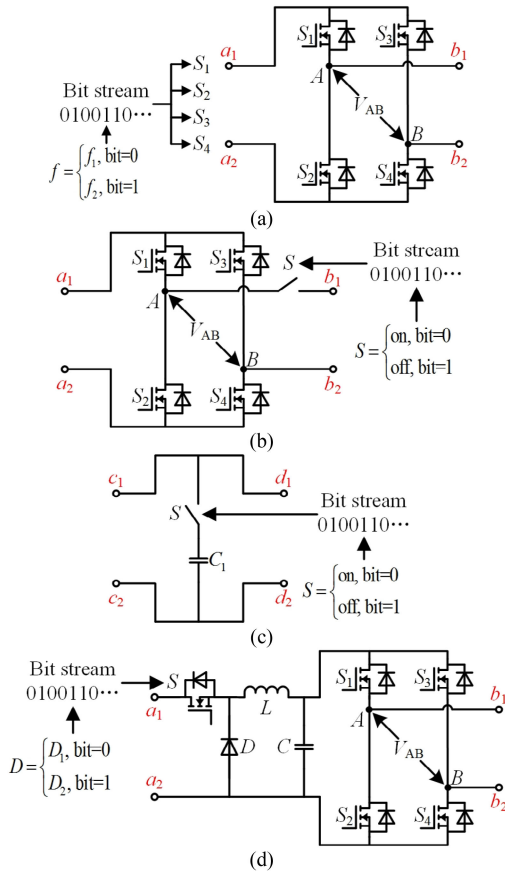 S1 S3
a1 b1
S1
A
Bit stream
S2
0100110···
VAB
S3
B
S4
a2 b2
f = { f1, bit=0
f2, bit=1
S2 S4
(a)
S1 S3
S
Bit stream
a1 b1
0100110···
A
VAB
S = { on, bit=0
off, bit=1
a2 B b2
S2 S4
(b)
c1 d1
Bit stream
S
0100110···
C1
c2 d2
S = { on, bit=0
off, bit=1
(c)
Bit stream
S
S1 S3
0100110···
a1 L A b1
D = { D1, bit=0
D2, bit=1
D C
VAB
a2 B b2
S2 S4
(d)